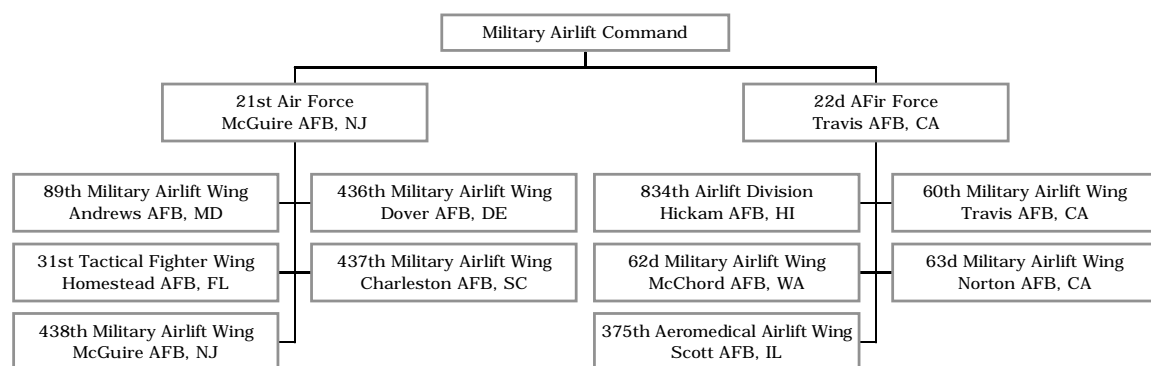 Military Airlift Command
21st Air Force
McGuire AFB, NJ
22d AFir Force
Travis AFB, CA
89th Military Airlift Wing
Andrews AFB, MD
436th Military Airlift Wing
Dover AFB, DE
834th Airlift Division
Hickam AFB, HI
60th Military Airlift Wing
Travis AFB, CA
31st Tactical Fighter Wing
Homestead AFB, FL
437th Military Airlift Wing
Charleston AFB, SC
62d Military Airlift Wing
McChord AFB, WA
63d Military Airlift Wing
Norton AFB, CA
438th Military Airlift Wing
McGuire AFB, NJ
375th Aeromedical Airlift Wing
Scott AFB, IL